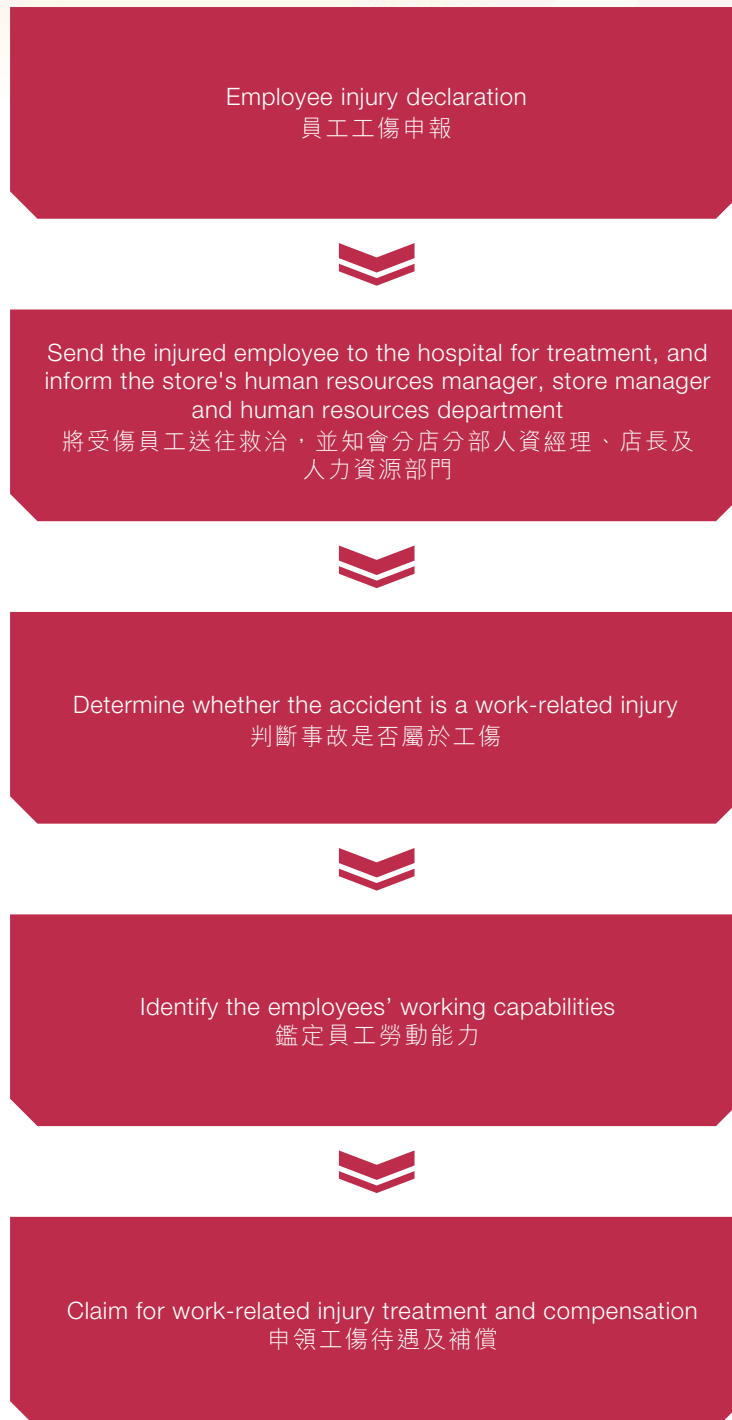 Employee injury declaration
員工工傷申報
Send the injured employee to the hospital for treatment, and
inform the store's human resources manager, store manager
and human resources department
將受傷員工送往救治，並知會分店分部人資經理、店長及
人力資源部門
Determine whether the accident is a work-related injury
判斷事故是否屬於工傷
Identify the employees’ working capabilities
鑑定員工勞動能力
Claim for work-related injury treatment and compensation
申領工傷待遇及補償